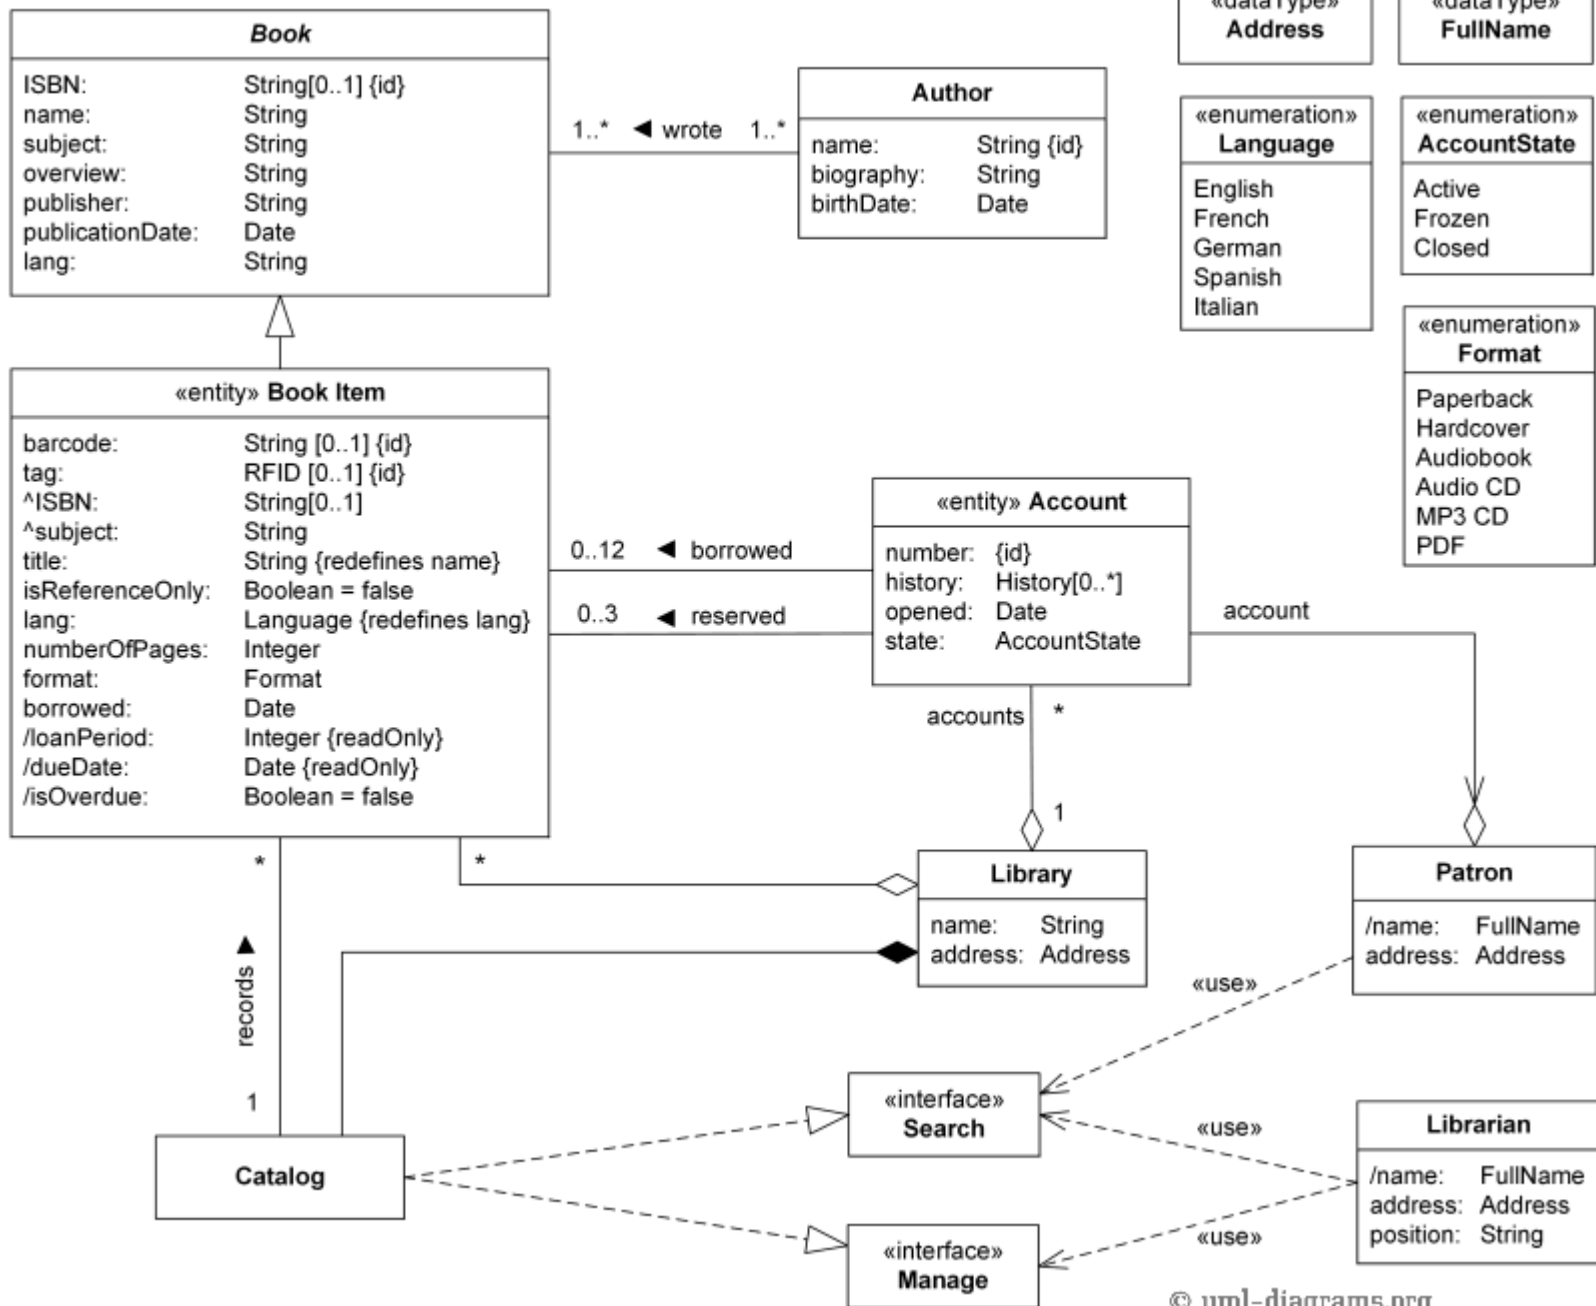 Book
ISBN: String[0..1] {id}
name: String
subject: String
overview: String
publisher: String
publicationDate: Date
lang: String
1..* ◄ wrote 1..*
Author
name: String {id}
biography: String
birthDate: Date
«dataType»
Address
«dataType»
FullName
«enumeration»
Language
English
French
German
Spanish
Italian
«enumeration»
AccountState
Active
Frozen
Closed
«enumeration»
Format
Paperback
Hardcover
Audiobook
Audio CD
MP3 CD
PDF
«entity» Book Item
barcode: String [0..1] {id}
tag: RFID [0..1] {id}
^ISBN: String[0..1]
^subject: String
title: String {redefines name}
isReferenceOnly: Boolean = false
lang: Language {redefines lang}
numberOfPages: Integer
format: Format
borrowed: Date
/loanPeriod: Integer {readOnly}
/dueDate: Date {readOnly}
/isOverdue: Boolean = false
0..12 ◄ borrowed
0..3 ◄ reserved
«entity» Account
number: {id}
history: History[0..*]
opened: Date
state: AccountState
account
accounts *
1
* *
Library
name: String
address: Address
Patron
/name: FullName
address: Address
records ►
1
Catalog
«use»
«interface»
Search
«use»
«use»
«interface»
Manage
Librarian
/name: FullName
address: Address
position: String
© uml-diagrams.org